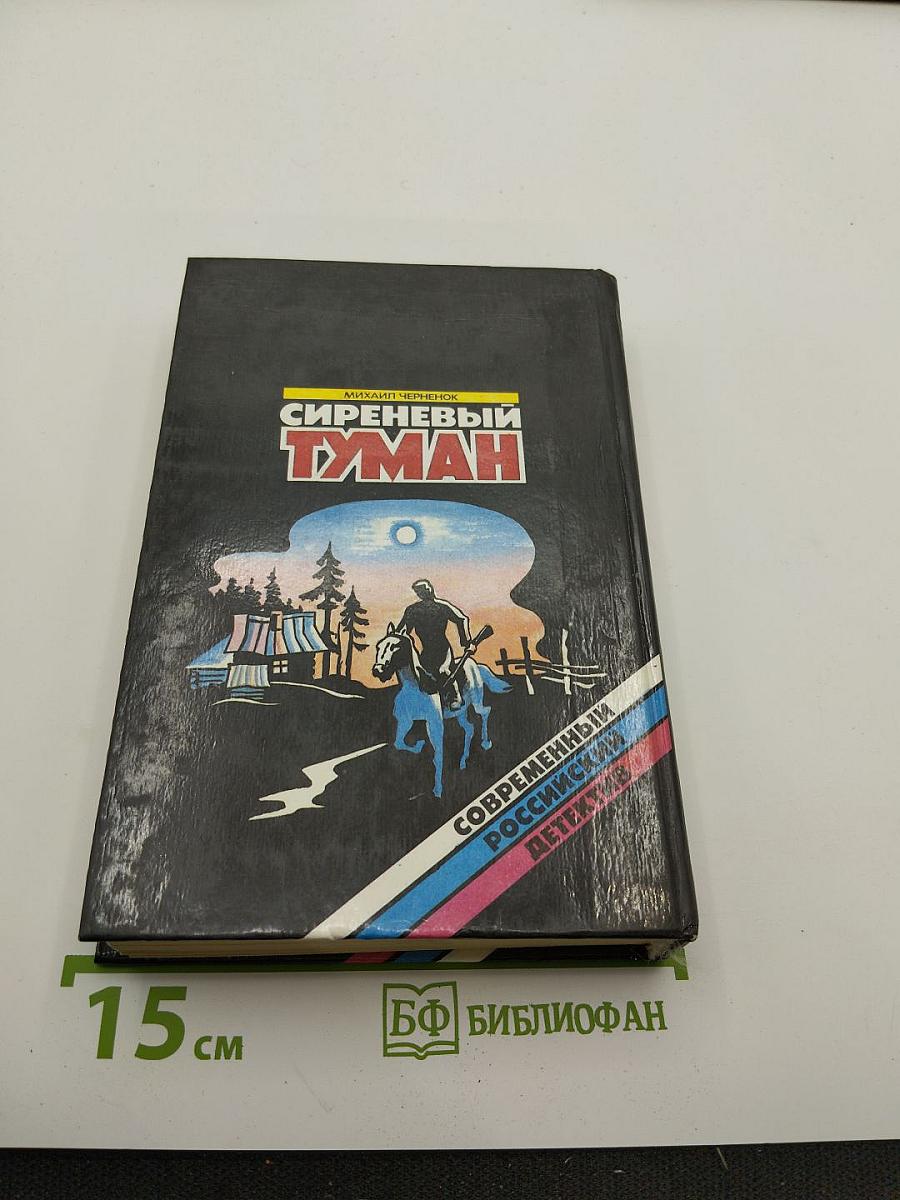 МИХАИЛ ЧЕРНЕНОК
СИРЕНЕВЫЙ
ТУМАН
СОВРЕМЕННЫЙ
РОССИЙСКИЙ
ДЕТЕКТИВ
15 см
БФ БИБЛИОФАН